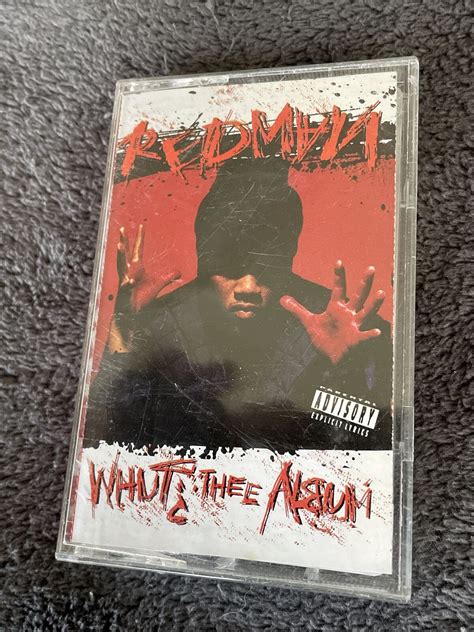 REDMAN
PARENTAL
ADVISORY
EXPLICIT LYRICS
WHUT¿ THEE ALBUM